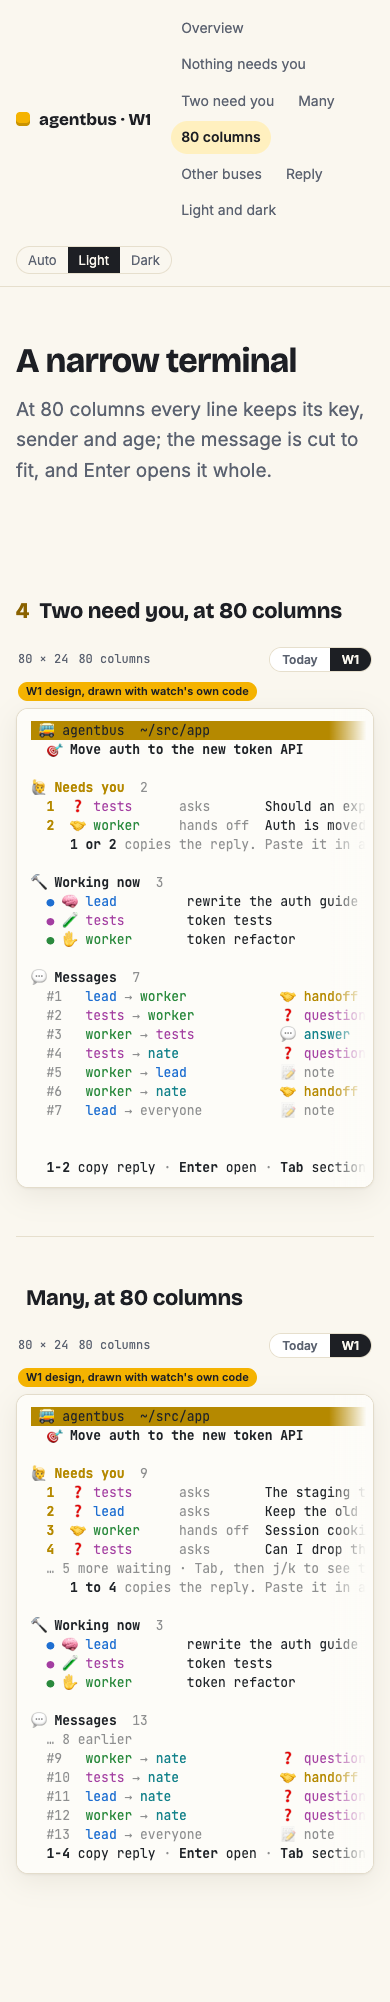 Overview
Nothing needs you
Two need you Many
agentbus · W1
80 columns
Other buses Reply
Light and dark
Auto Light Dark
A narrow terminal
At 80 columns every line keeps its key,
sender and age; the message is cut to
fit, and Enter opens it whole.
4 Two need you, at 80 columns
80 × 24 80 columns Today W1
W1 design, drawn with watch's own code
agentbus ~/src/app
Move auth to the new token API
Needs you 2
1 ❓ tests asks Should an exp
2 🤝 worker hands off Auth is moved
1 or 2 copies the reply. Paste it in a
Working now 3
● lead rewrite the auth guide
● tests token tests
● worker token refactor
Messages 7
#1 lead → worker handoff
#2 tests → worker ❓ question
#3 worker → tests answer
#4 tests → nate ❓ question
#5 worker → lead note
#6 worker → nate handoff
#7 lead → everyone note
1-2 copy reply · Enter open · Tab section
Many, at 80 columns
80 × 24 80 columns Today W1
W1 design, drawn with watch's own code
agentbus ~/src/app
Move auth to the new token API
Needs you 9
1 ❓ tests asks The staging t
2 ❓ lead asks Keep the old
3 🤝 worker hands off Session cooki
4 ❓ tests asks Can I drop th
… 5 more waiting · Tab, then j/k to see t
1 to 4 copies the reply. Paste it in a
Working now 3
● lead rewrite the auth guide
● tests token tests
● worker token refactor
Messages 13
… 8 earlier
#9 worker → nate ❓ question
#10 tests → nate handoff
#11 lead → nate ❓ question
#12 worker → nate ❓ question
#13 lead → everyone note
1-4 copy reply · Enter open · Tab section